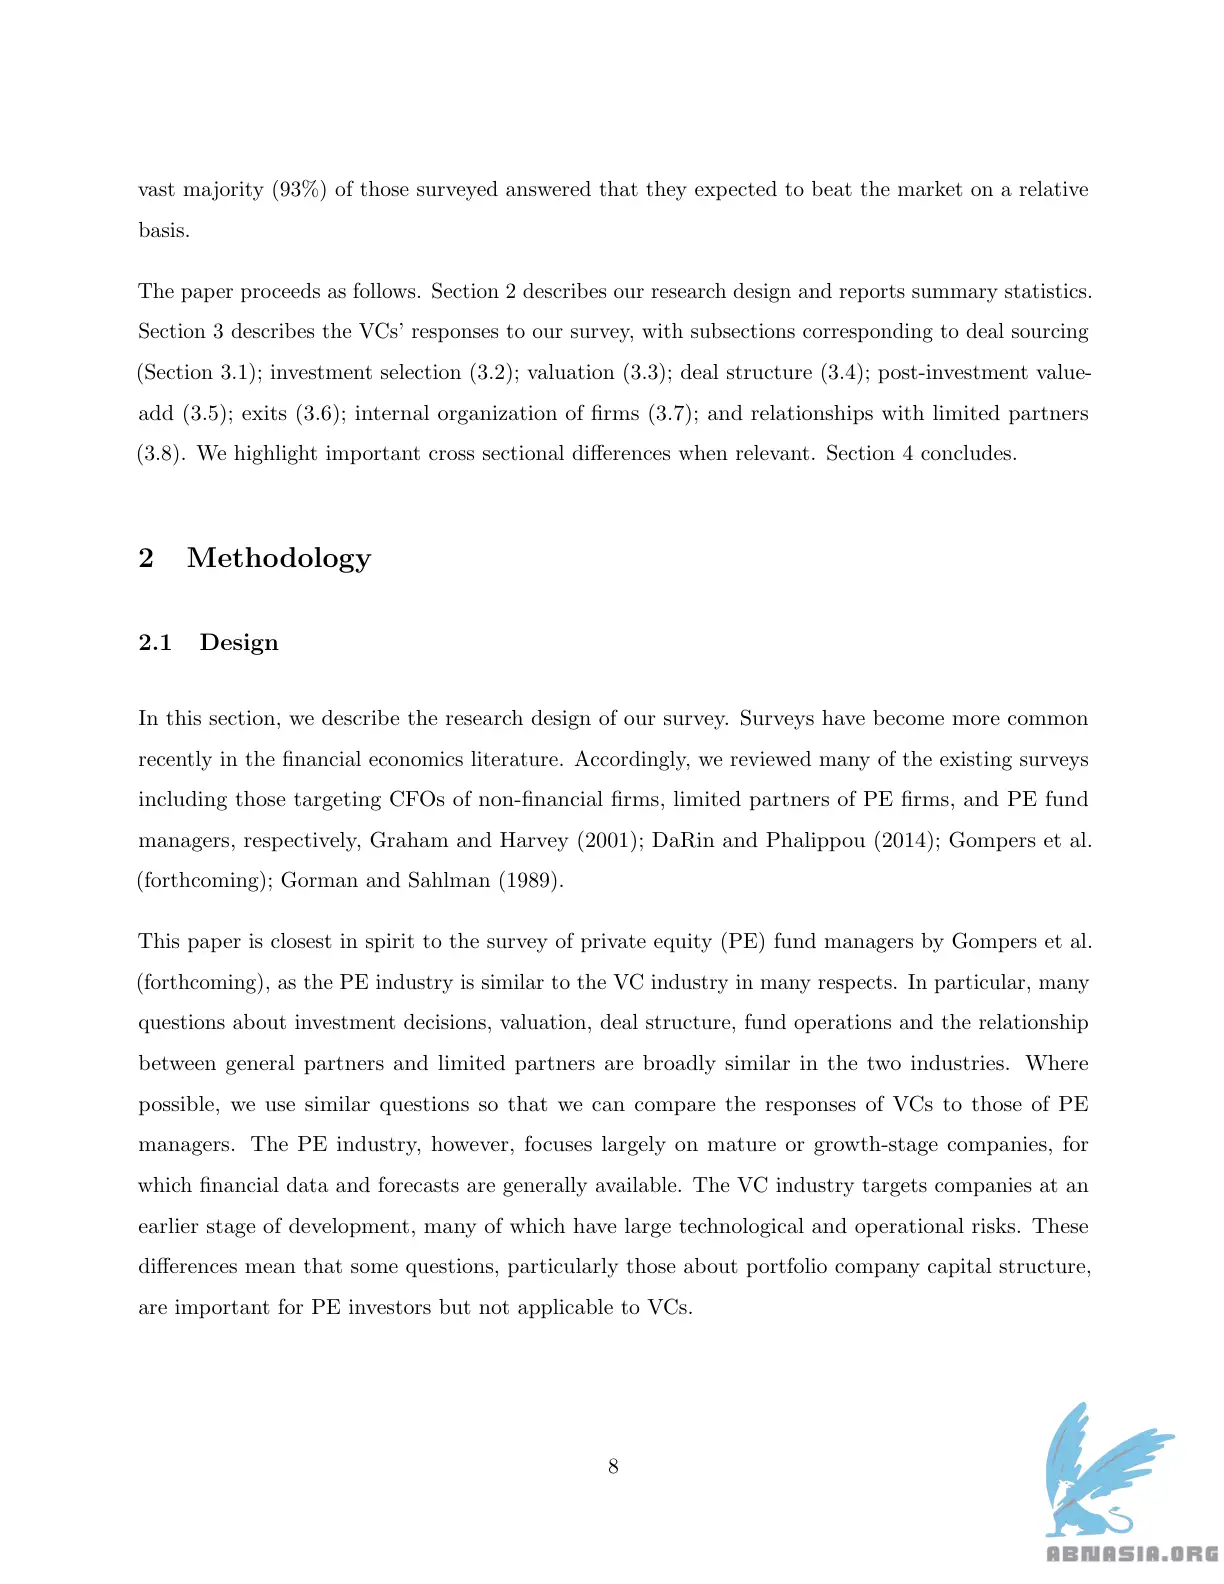 vast majority (93%) of those surveyed answered that they expected to beat the market on a relative
basis.
The paper proceeds as follows. Section 2 describes our research design and reports summary statistics.
Section 3 describes the VCs’ responses to our survey, with subsections corresponding to deal sourcing
(Section 3.1); investment selection (3.2); valuation (3.3); deal structure (3.4); post-investment value-
add (3.5); exits (3.6); internal organization of firms (3.7); and relationships with limited partners
(3.8). We highlight important cross sectional differences when relevant. Section 4 concludes.
2 Methodology
2.1 Design
In this section, we describe the research design of our survey. Surveys have become more common
recently in the financial economics literature. Accordingly, we reviewed many of the existing surveys
including those targeting CFOs of non-financial firms, limited partners of PE firms, and PE fund
managers, respectively, Graham and Harvey (2001); DaRin and Phalippou (2014); Gompers et al.
(forthcoming); Gorman and Sahlman (1989).
This paper is closest in spirit to the survey of private equity (PE) fund managers by Gompers et al.
(forthcoming), as the PE industry is similar to the VC industry in many respects. In particular, many
questions about investment decisions, valuation, deal structure, fund operations and the relationship
between general partners and limited partners are broadly similar in the two industries. Where
possible, we use similar questions so that we can compare the responses of VCs to those of PE
managers. The PE industry, however, focuses largely on mature or growth-stage companies, for
which financial data and forecasts are generally available. The VC industry targets companies at an
earlier stage of development, many of which have large technological and operational risks. These
differences mean that some questions, particularly those about portfolio company capital structure,
are important for PE investors but not applicable to VCs.
8
ABNASIA.ORG